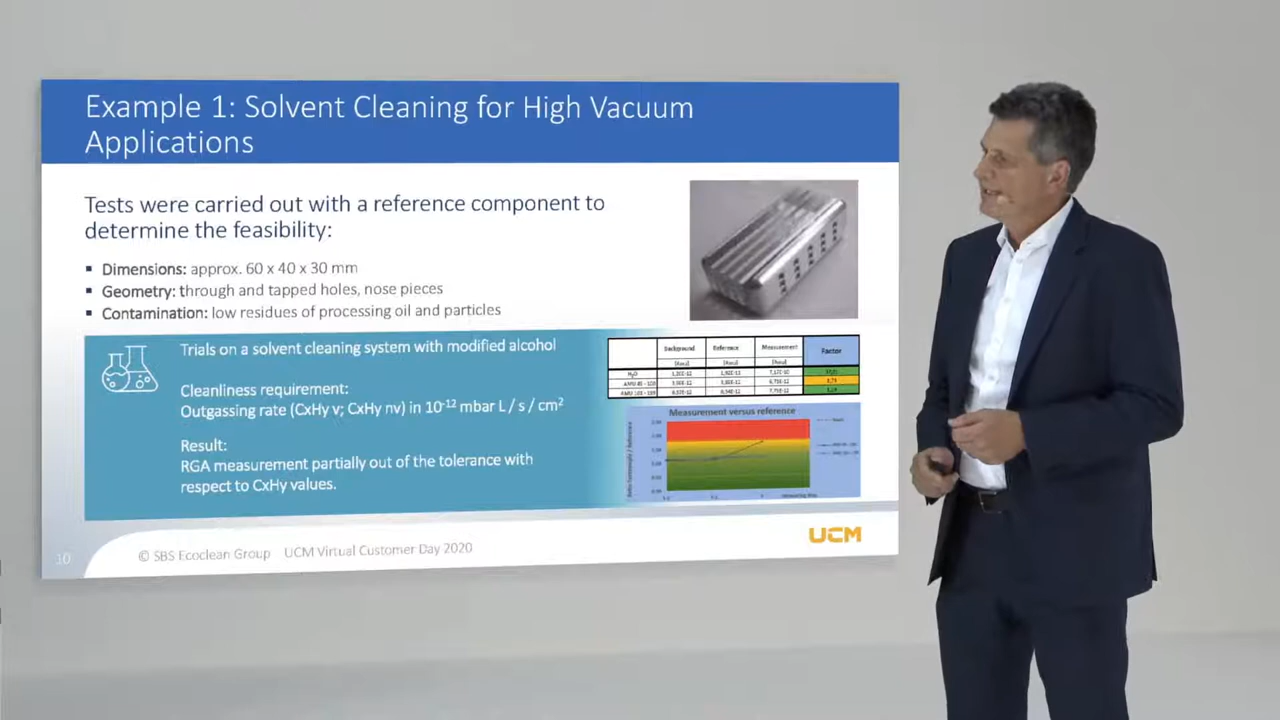 Example 1: Solvent Cleaning for High Vacuum
Applications
Tests were carried out with a reference component to
determine the feasibility:
▪ Dimensions: approx. 60 x 40 x 30 mm
▪ Geometry: through and tapped holes, nose pieces
▪ Contamination: low residues of processing oil and particles
Trials on a solvent cleaning system with modified alcohol
Cleanliness requirement:
Outgassing rate (CxHy v; CxHy nv) in 10⁻¹² mbar L / s / cm²
Result:
RGA measurement partially out of the tolerance with
respect to CxHy values.
Background Reference Measurement Factor
H₂O
Measurement versus reference
10
© SBS Ecoclean Group UCM Virtual Customer Day 2020
UCM